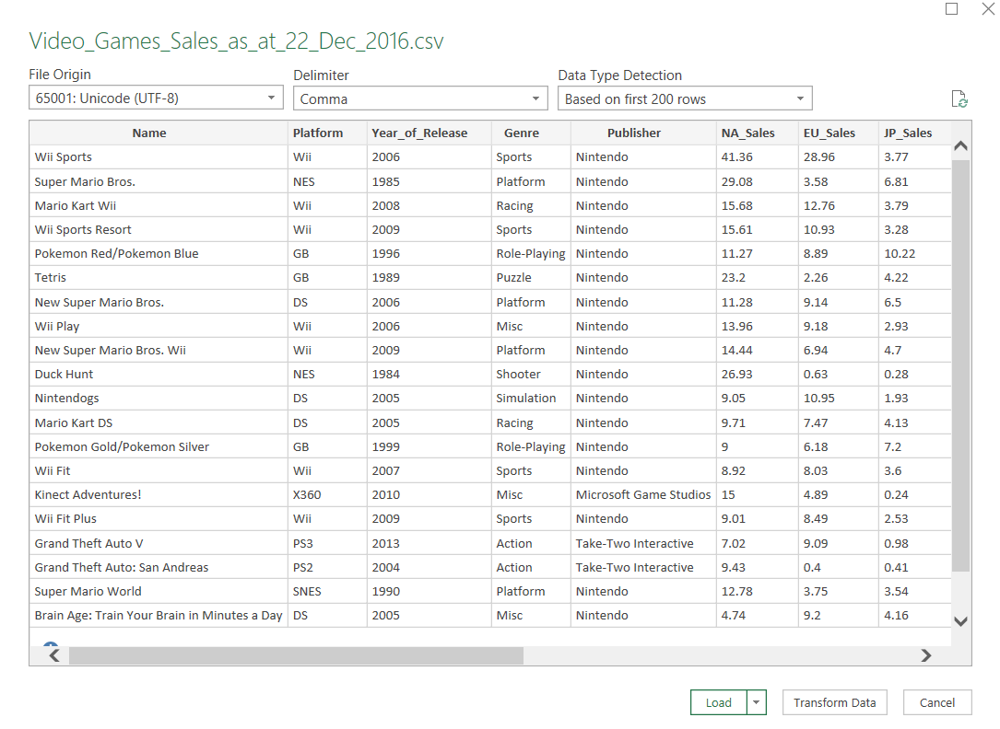 Video_Games_Sales_as_at_22_Dec_2016.csv
File Origin Delimiter Data Type Detection
65001: Unicode (UTF-8) Comma Based on first 200 rows
Name Platform Year_of_Release Genre Publisher NA_Sales EU_Sales JP_Sales
Wii Sports Wii 2006 Sports Nintendo 41.36 28.96 3.77
Super Mario Bros. NES 1985 Platform Nintendo 29.08 3.58 6.81
Mario Kart Wii Wii 2008 Racing Nintendo 15.68 12.76 3.79
Wii Sports Resort Wii 2009 Sports Nintendo 15.61 10.93 3.28
Pokemon Red/Pokemon Blue GB 1996 Role-Playing Nintendo 11.27 8.89 10.22
Tetris GB 1989 Puzzle Nintendo 23.2 2.26 4.22
New Super Mario Bros. DS 2006 Platform Nintendo 11.28 9.14 6.5
Wii Play Wii 2006 Misc Nintendo 13.96 9.18 2.93
New Super Mario Bros. Wii Wii 2009 Platform Nintendo 14.44 6.94 4.7
Duck Hunt NES 1984 Shooter Nintendo 26.93 0.63 0.28
Nintendogs DS 2005 Simulation Nintendo 9.05 10.95 1.93
Mario Kart DS DS 2005 Racing Nintendo 9.71 7.47 4.13
Pokemon Gold/Pokemon Silver GB 1999 Role-Playing Nintendo 9 6.18 7.2
Wii Fit Wii 2007 Sports Nintendo 8.92 8.03 3.6
Kinect Adventures! X360 2010 Misc Microsoft Game Studios 15 4.89 0.24
Wii Fit Plus Wii 2009 Sports Nintendo 9.01 8.49 2.53
Grand Theft Auto V PS3 2013 Action Take-Two Interactive 7.02 9.09 0.98
Grand Theft Auto: San Andreas PS2 2004 Action Take-Two Interactive 9.43 0.4 0.41
Super Mario World SNES 1990 Platform Nintendo 12.78 3.75 3.54
Brain Age: Train Your Brain in Minutes a Day DS 2005 Misc Nintendo 4.74 9.2 4.16
Load Transform Data Cancel